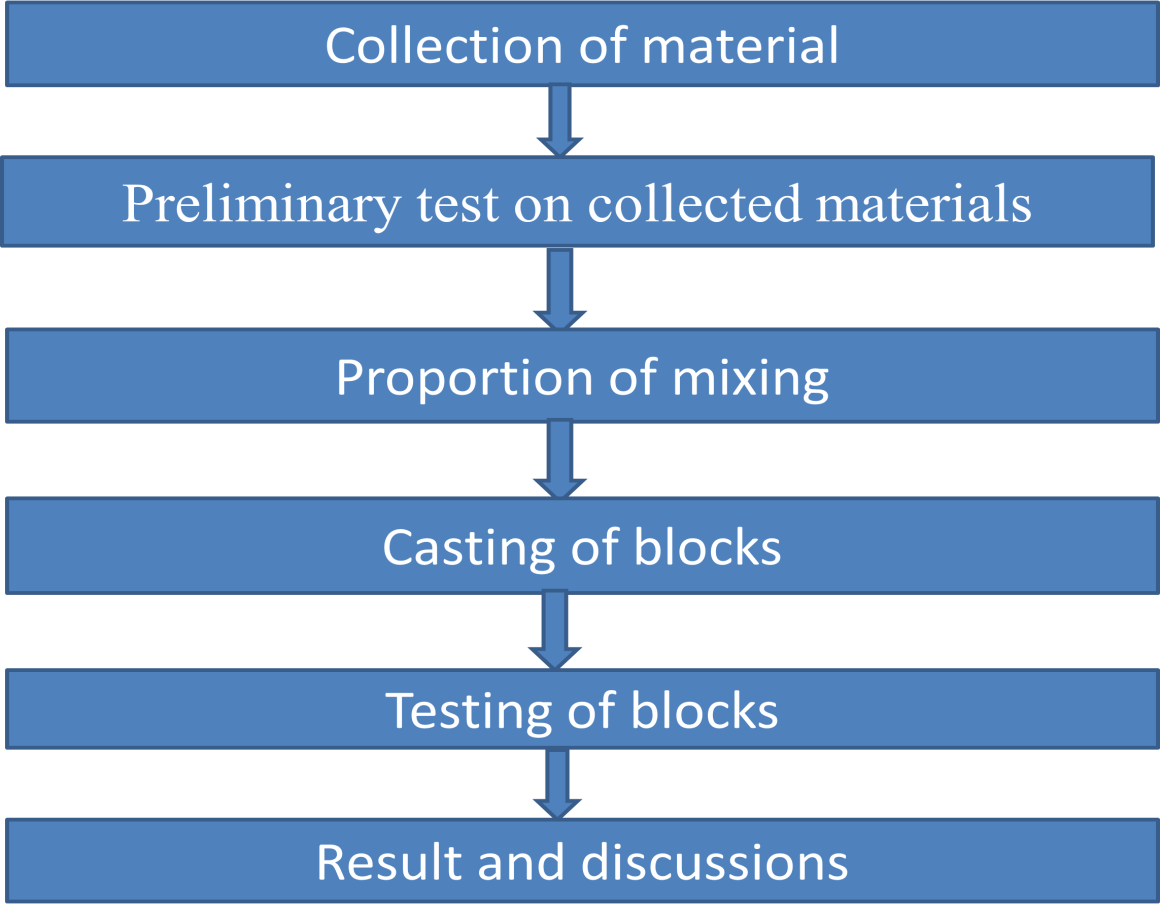 Collection of material
Preliminary test on collected materials
Proportion of mixing
Casting of blocks
Testing of blocks
Result and discussions